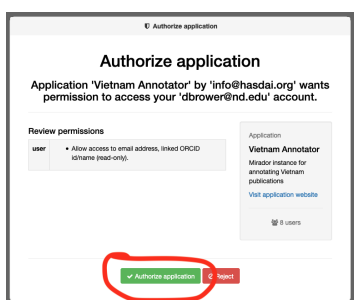 Authorize application
Authorize application
Application 'Vietnam Annotator' by 'info@hasdai.org' wants
permission to access your 'dbrower@nd.edu' account.
Review permissions
user
Allow access to email address, linked ORCID
id/name (read-only).
Application
Vietnam Annotator
Mirador instance for
annotating Vietnam
publications
Visit application website
8 users
Authorize application
Reject